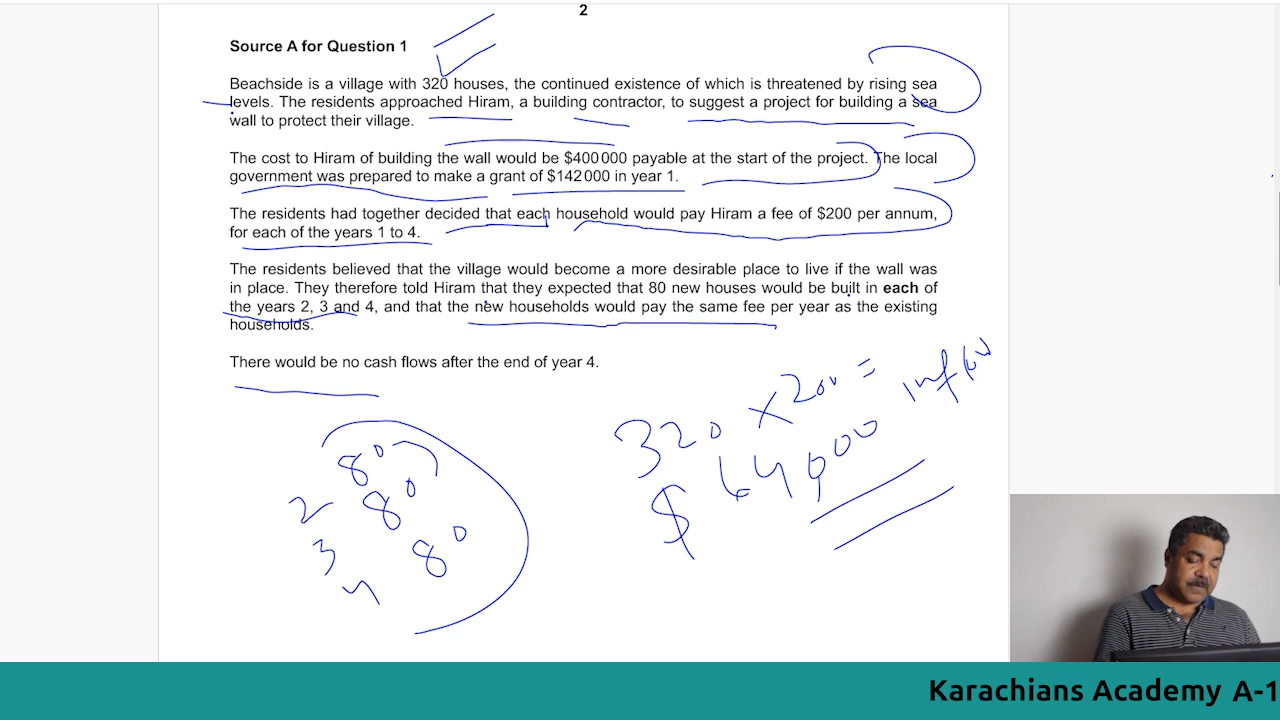 2
Source A for Question 1
Beachside is a village with 320 houses, the continued existence of which is threatened by rising sea
levels. The residents approached Hiram, a building contractor, to suggest a project for building a sea
wall to protect their village.
The cost to Hiram of building the wall would be $400 000 payable at the start of the project. The local
government was prepared to make a grant of $142 000 in year 1.
The residents had together decided that each household would pay Hiram a fee of $200 per annum,
for each of the years 1 to 4.
The residents believed that the village would become a more desirable place to live if the wall was
in place. They therefore told Hiram that they expected that 80 new houses would be built in each of
the years 2, 3 and 4, and that the new households would pay the same fee per year as the existing
households.
There would be no cash flows after the end of year 4.
320 x 200 = inflow
$ 64,000
2 80
3 80
4 80
Karachians Academy A-1